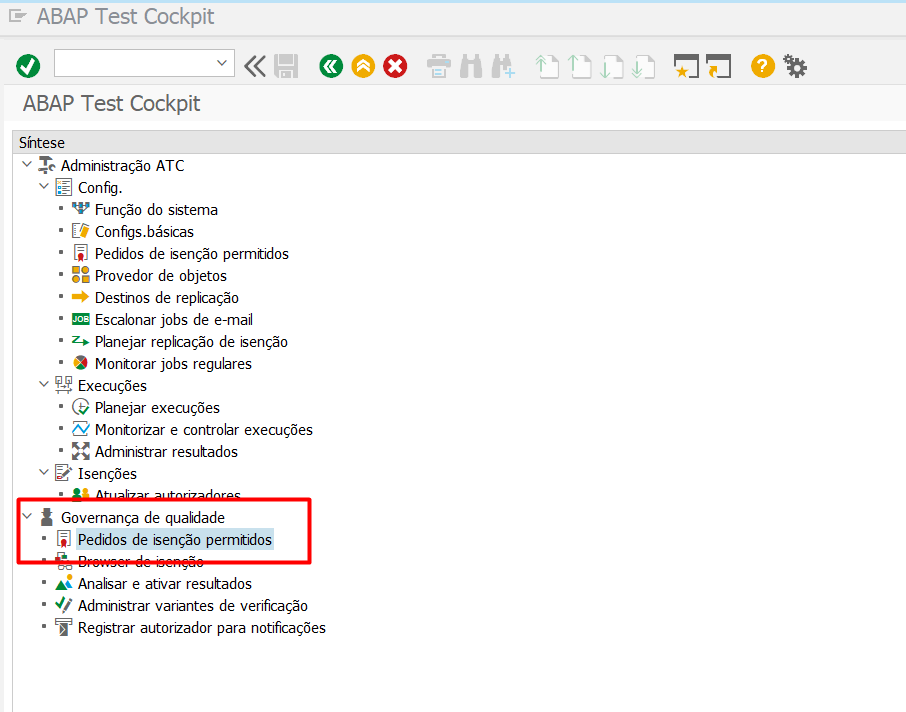 ABAP Test Cockpit
ABAP Test Cockpit
Síntese
Administração ATC
Config.
Função do sistema
Configs.básicas
Pedidos de isenção permitidos
Provedor de objetos
Destinos de replicação
JOB Escalonar jobs de e-mail
Planejar replicação de isenção
Monitorar jobs regulares
Execuções
Planejar execuções
Monitorizar e controlar execuções
Administrar resultados
Isenções
Atualizar autorizadores
Governança de qualidade
Pedidos de isenção permitidos
Browser de isenção
Analisar e ativar resultados
Administrar variantes de verificação
Registrar autorizador para notificações